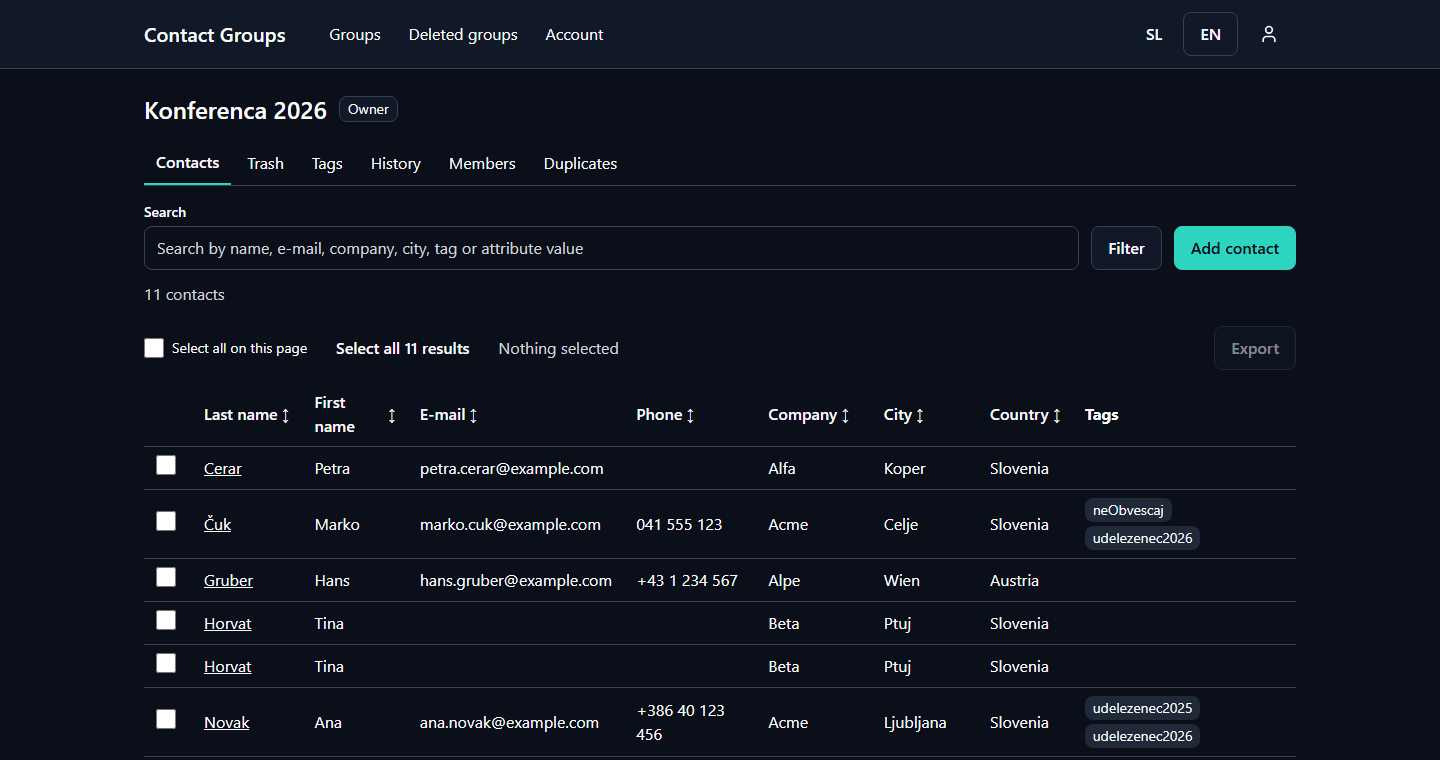 Contact Groups Groups Deleted groups Account SL EN
Konferenca 2026 Owner
Contacts Trash Tags History Members Duplicates
Search
Search by name, e-mail, company, city, tag or attribute value Filter Add contact
11 contacts
Select all on this page Select all 11 results Nothing selected Export
Last name ↕ First name ↕ E-mail ↕ Phone ↕ Company ↕ City ↕ Country ↕ Tags
Cerar Petra petra.cerar@example.com Alfa Koper Slovenia
Čuk Marko marko.cuk@example.com 041 555 123 Acme Celje Slovenia neObvescaj
udelezenec2026
Gruber Hans hans.gruber@example.com +43 1 234 567 Alpe Wien Austria
Horvat Tina Beta Ptuj Slovenia
Horvat Tina Beta Ptuj Slovenia
Novak Ana ana.novak@example.com +386 40 123 456 Acme Ljubljana Slovenia udelezenec2025
udelezenec2026